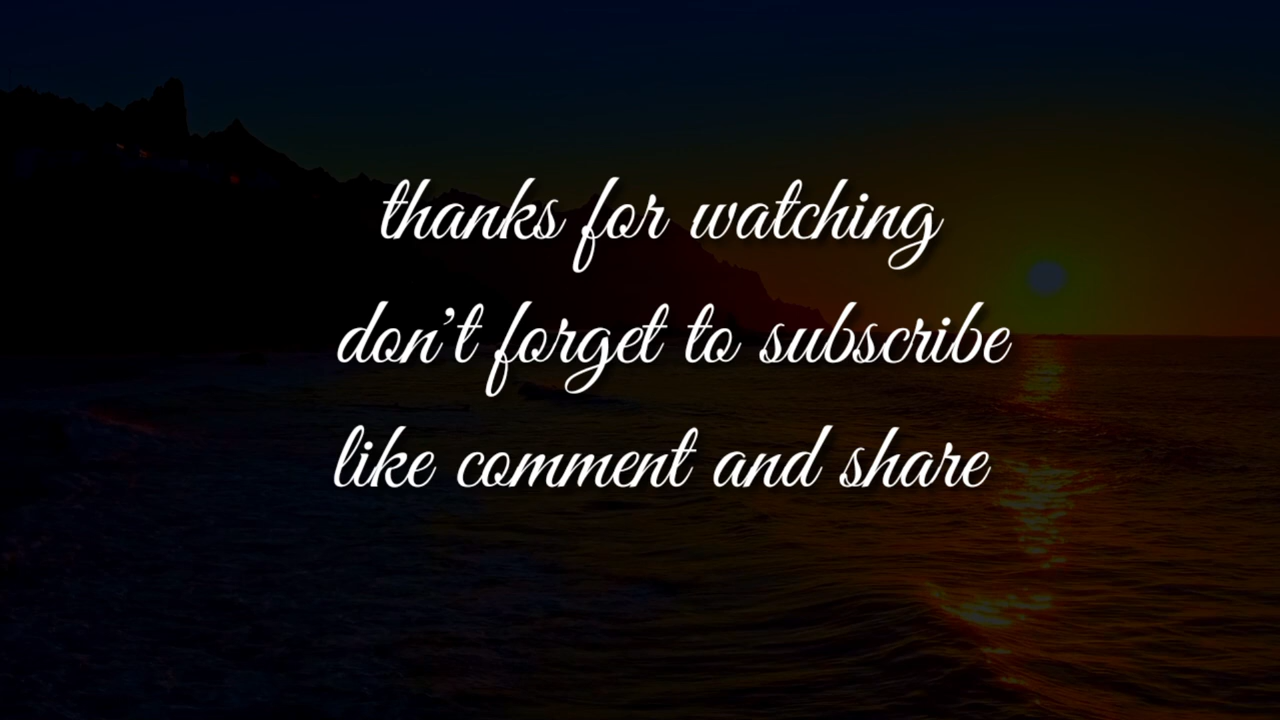 thanks for watching
don't forget to subscribe
like comment and share